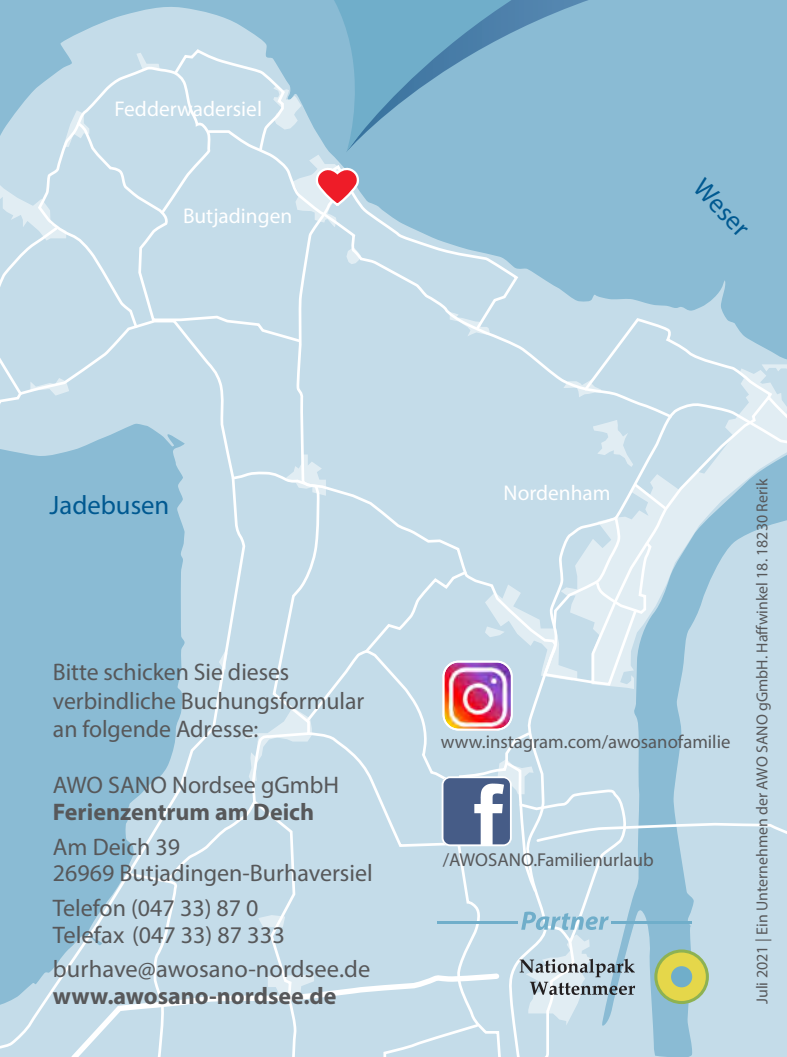 Fedderwadersiel
Butjadingen
Weser
Jadebusen
Nordenham
Bitte schicken Sie dieses
verbindliche Buchungsformular
an folgende Adresse:
AWO SANO Nordsee gGmbH
Ferienzentrum am Deich
Am Deich 39
26969 Butjadingen-Burhaversiel
Telefon (047 33) 87 0
Telefax (047 33) 87 333
burhave@awosano-nordsee.de
www.awosano-nordsee.de
www.instagram.com/awosanofamilie
f
/AWOSANO.Familienurlaub
Partner
Nationalpark
Wattenmeer
Juli 2021 | Ein Unternehmen der AWO SANO gGmbH. Haffwinkel 18. 18230 Rerik